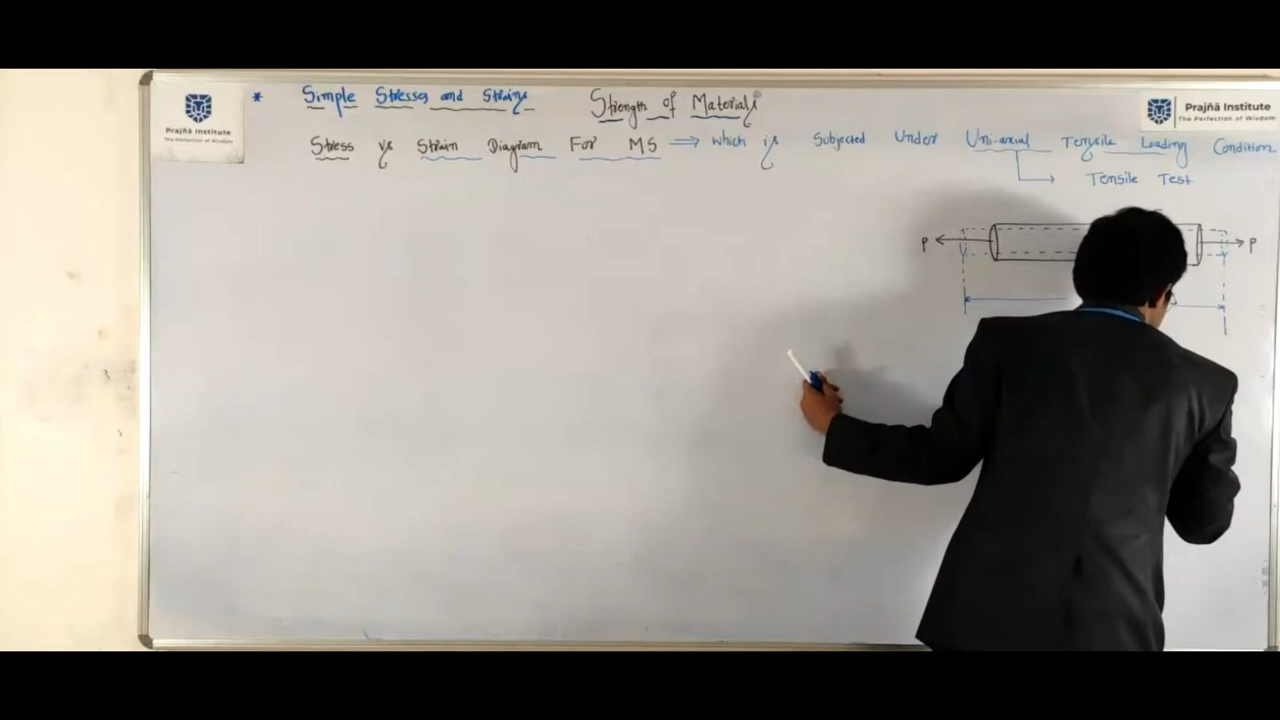 Prajñā Institute
The Perfection of Wisdom
* Simple Stresses and Strains Strength of Materials
Prajñā Institute
The Perfection of Wisdom
Stress vs Strain Diagram For MS ⇒ which is Subjected Under Uni-axial Tensile Loading Condition
Tensile Test
P P